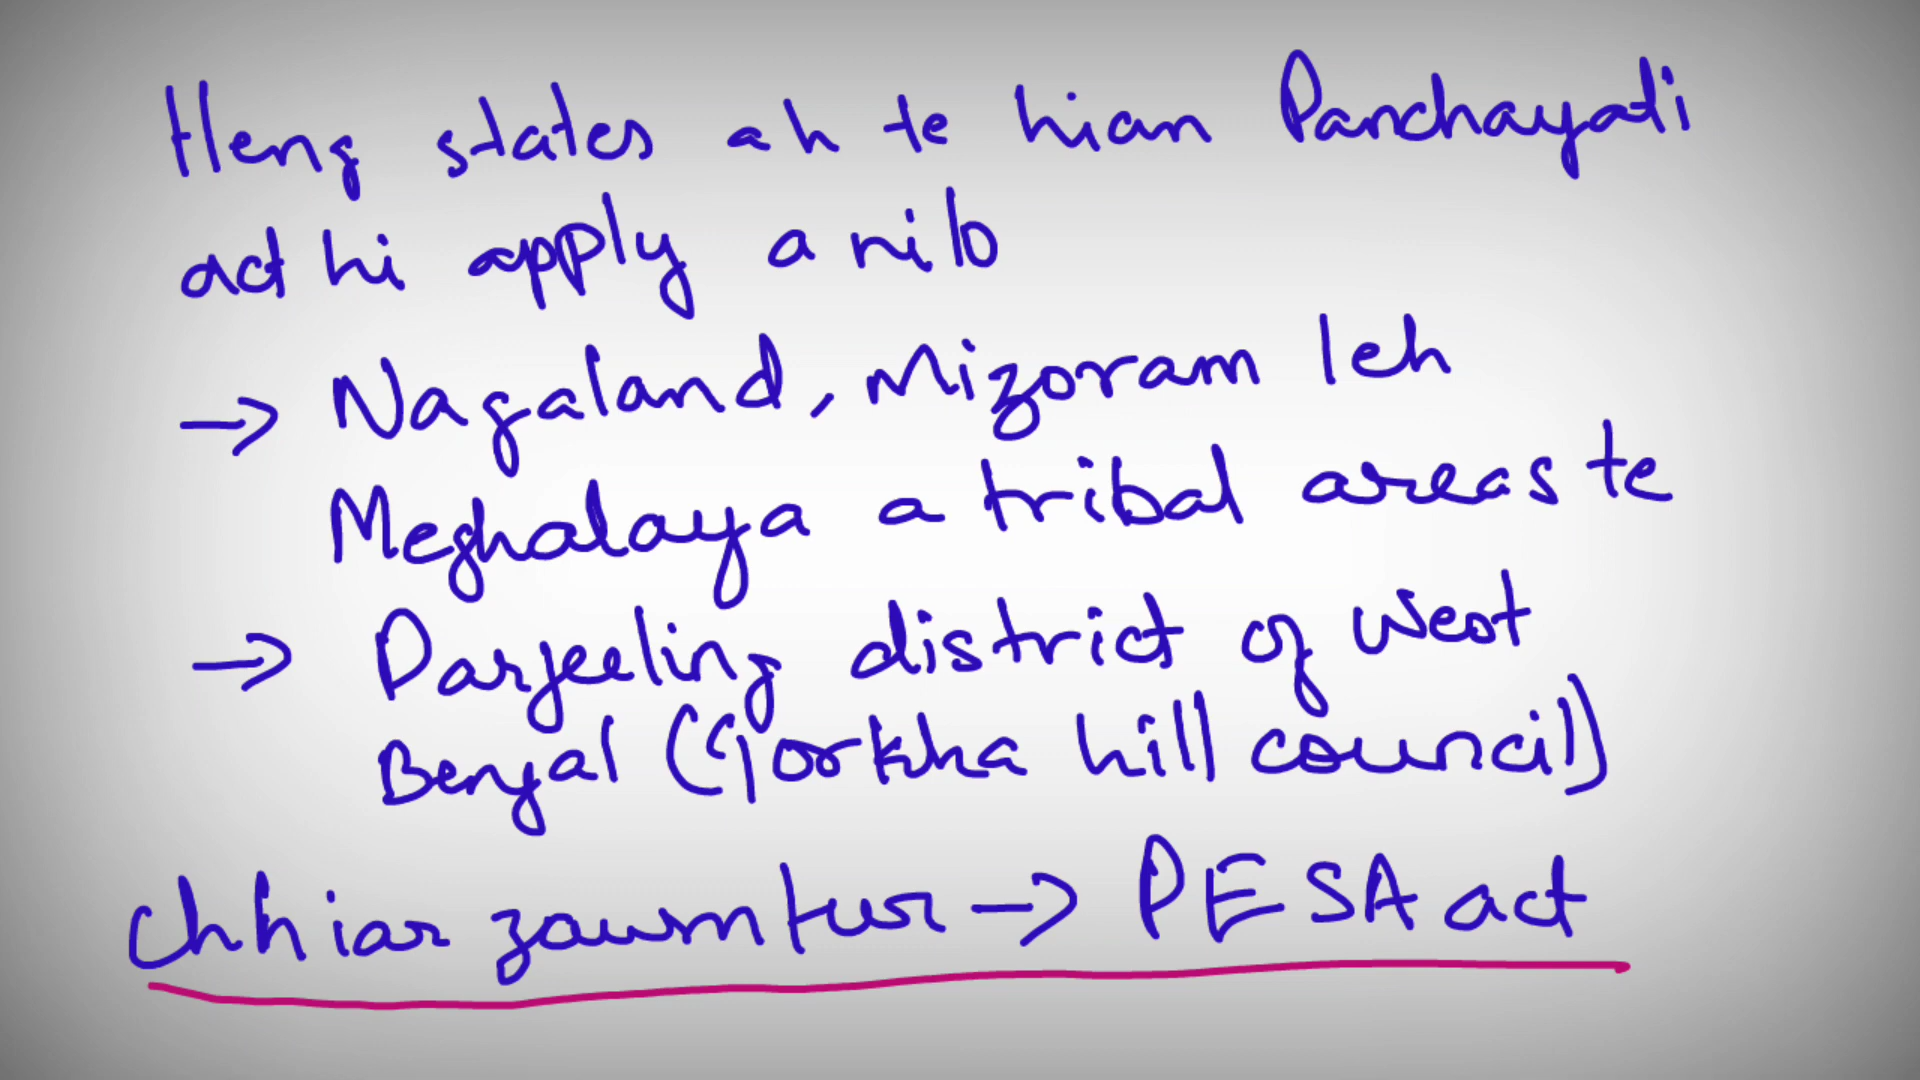 Heng states ah te hian Panchayati
act hi apply a nilo
→ Nagaland, Mizoram leh
Meghalaya a tribal areas te
→ Darjeeling district of West
Bengal (Gorkha hill council)
Chhiar zawmtur → PESA act